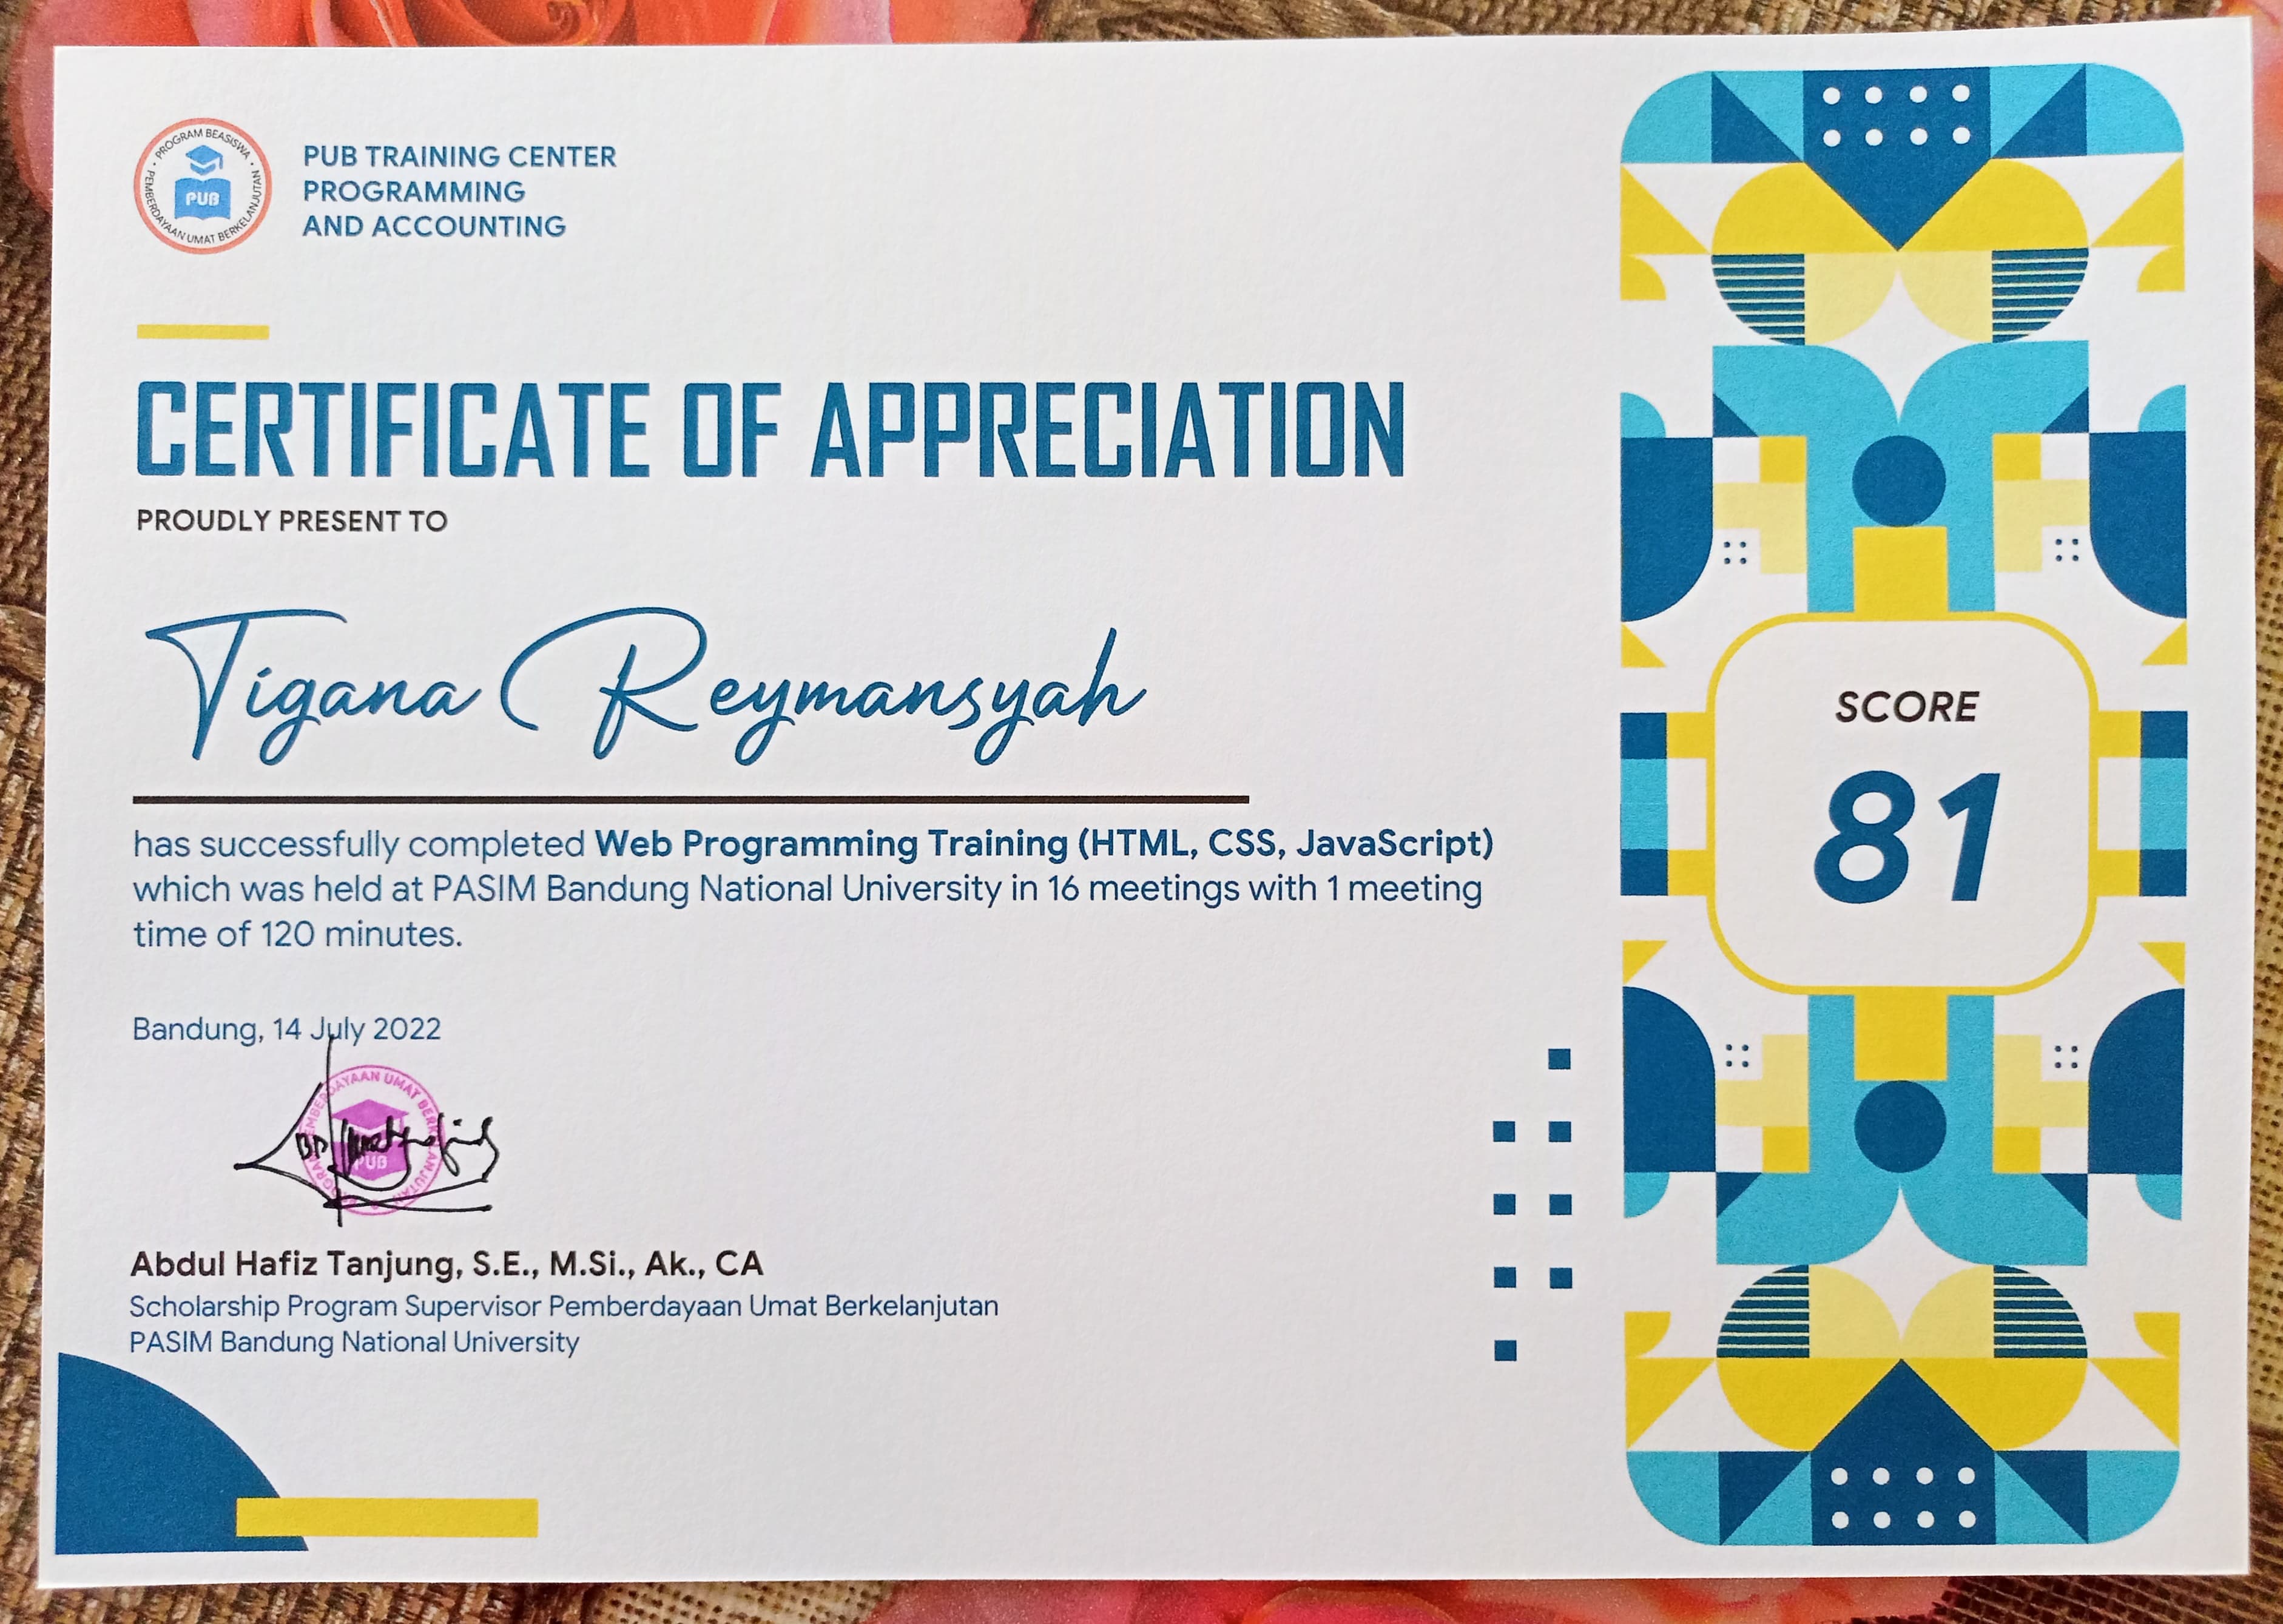 PROGRAM BEASISWA
PEMBERDAYAAN UMAT BERKELANJUTAN
PUB
PUB TRAINING CENTER
PROGRAMMING
AND ACCOUNTING
CERTIFICATE OF APPRECIATION
PROUDLY PRESENT TO
Tigana Reymansyah
has successfully completed Web Programming Training (HTML, CSS, JavaScript)
which was held at PASIM Bandung National University in 16 meetings with 1 meeting
time of 120 minutes.
SCORE
81
Bandung, 14 July 2022
UMAT
PUB
Abdul Hafiz Tanjung, S.E., M.Si., Ak., CA
Scholarship Program Supervisor Pemberdayaan Umat Berkelanjutan
PASIM Bandung National University